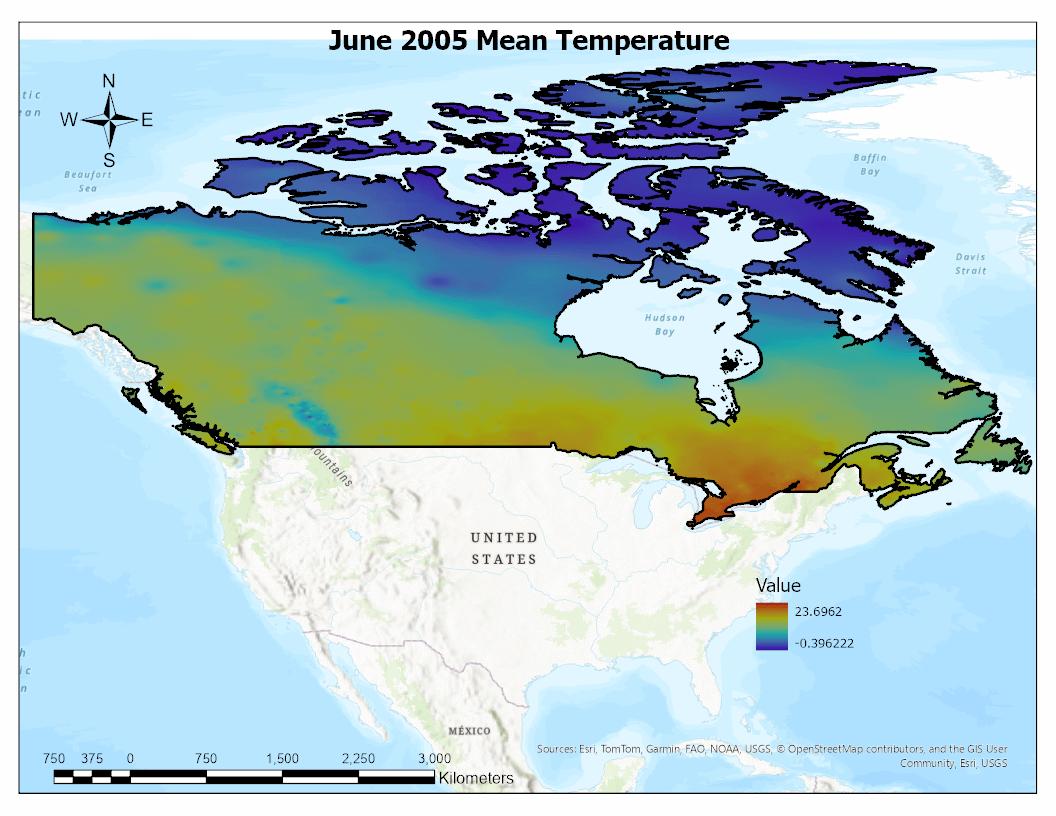 June 2005 Mean Temperature
N
W E
S
tic
ean
Beaufort
Sea
Baffin
Bay
Davis
Strait
Hudson
Bay
ountains
UNITED
STATES
Value
23.6962
-0.396222
h
ic
n
MÉXICO
Sources: Esri, TomTom, Garmin, FAO, NOAA, USGS, © OpenStreetMap contributors, and the GIS User
Community, Esri, USGS
750 375 0 750 1,500 2,250 3,000
Kilometers